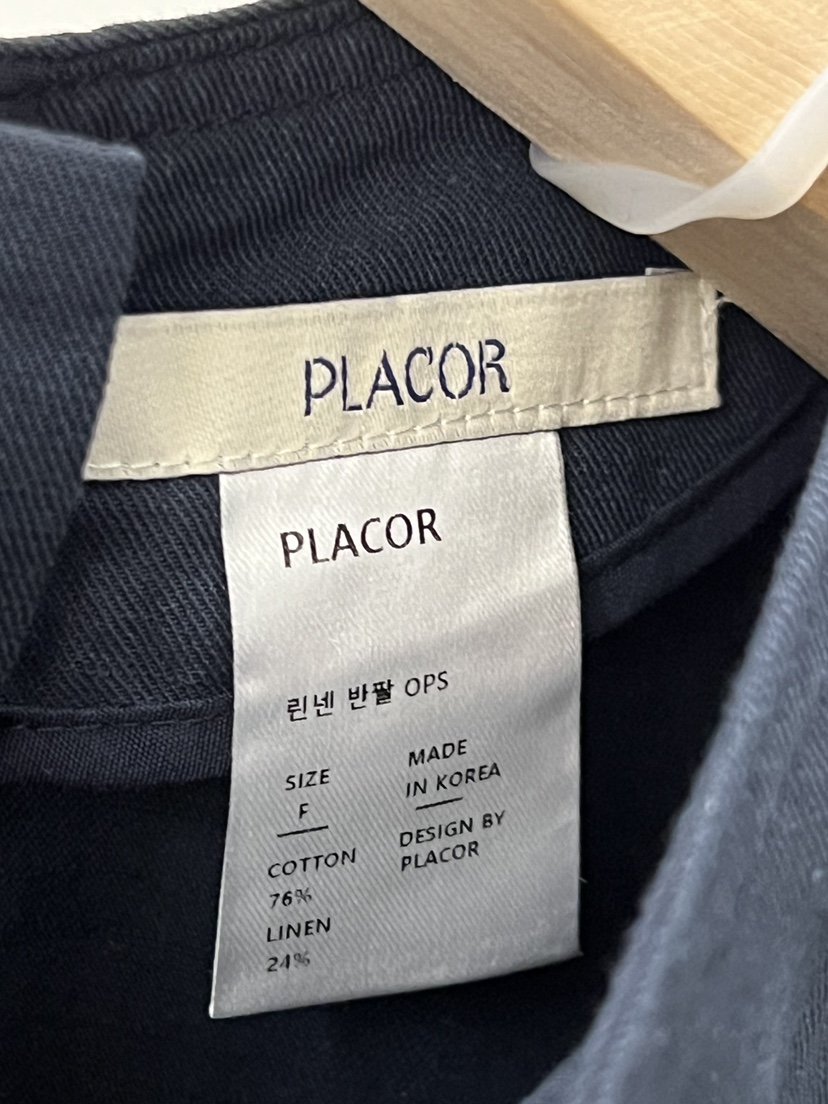 PLACOR
PLACOR
린넨 반팔 OPS
SIZE
F
MADE
IN KOREA
COTTON
76%
LINEN
24%
DESIGN BY
PLACOR